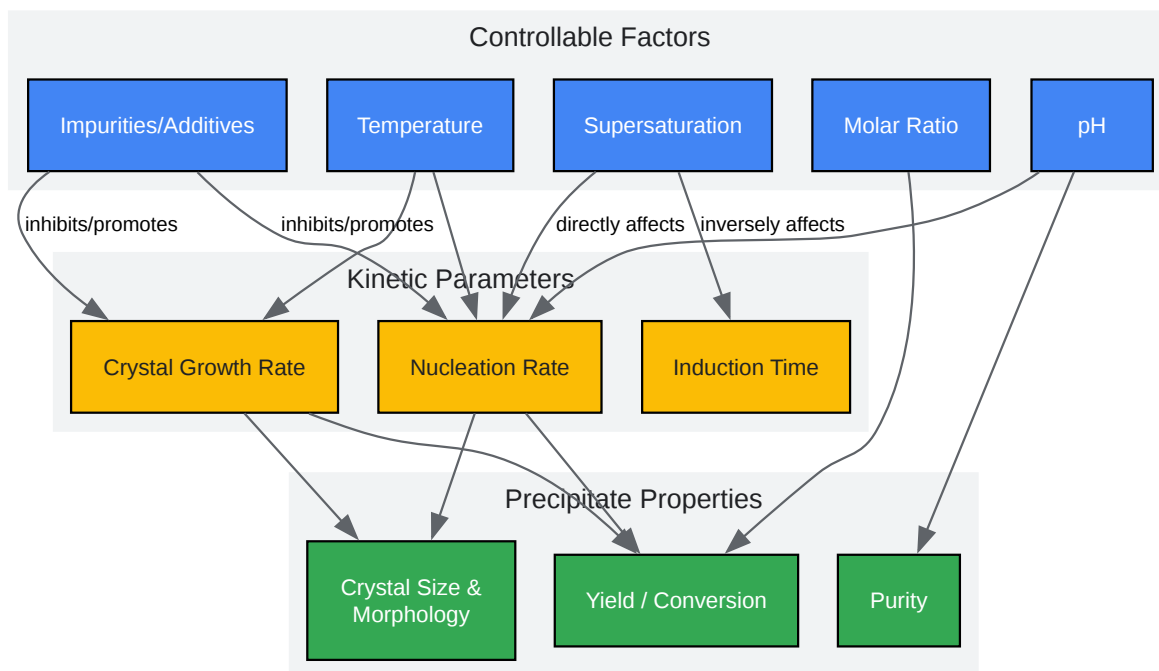 Controllable Factors
Impurities/Additives
Temperature
Supersaturation
Molar Ratio
pH
inhibits/promotes
inhibits/promotes
directly affects
inversely affects
Kinetic Parameters
Crystal Growth Rate
Nucleation Rate
Induction Time
Precipitate Properties
Crystal Size &
Morphology
Yield / Conversion
Purity